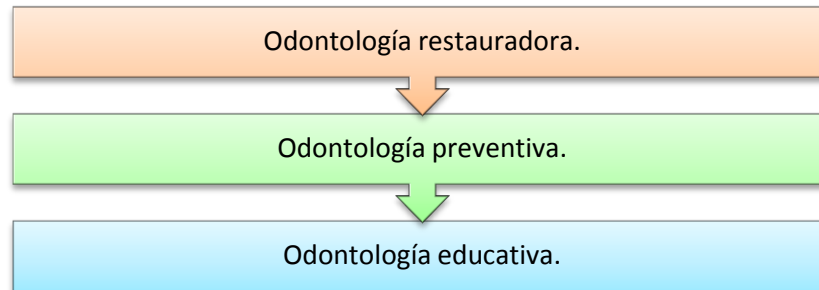 Odontología restauradora.
Odontología preventiva.
Odontología educativa.